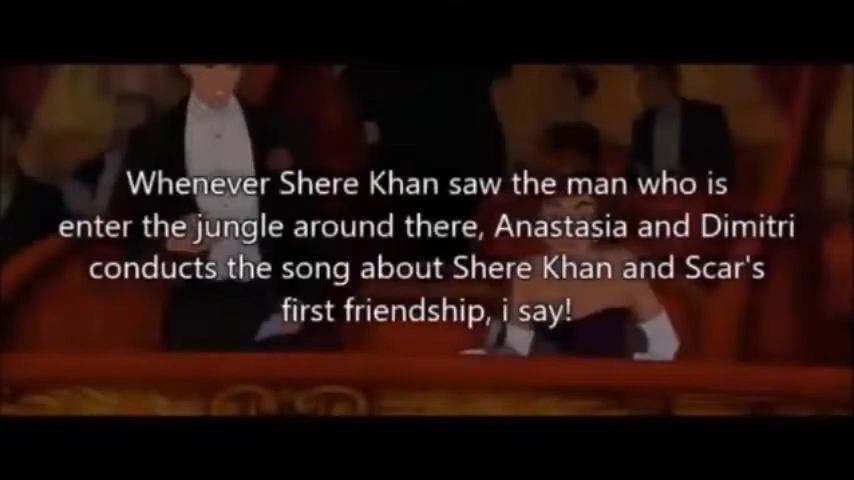 Whenever Shere Khan saw the man who is
enter the jungle around there, Anastasia and Dimitri
conducts the song about Shere Khan and Scar's
first friendship, i say!